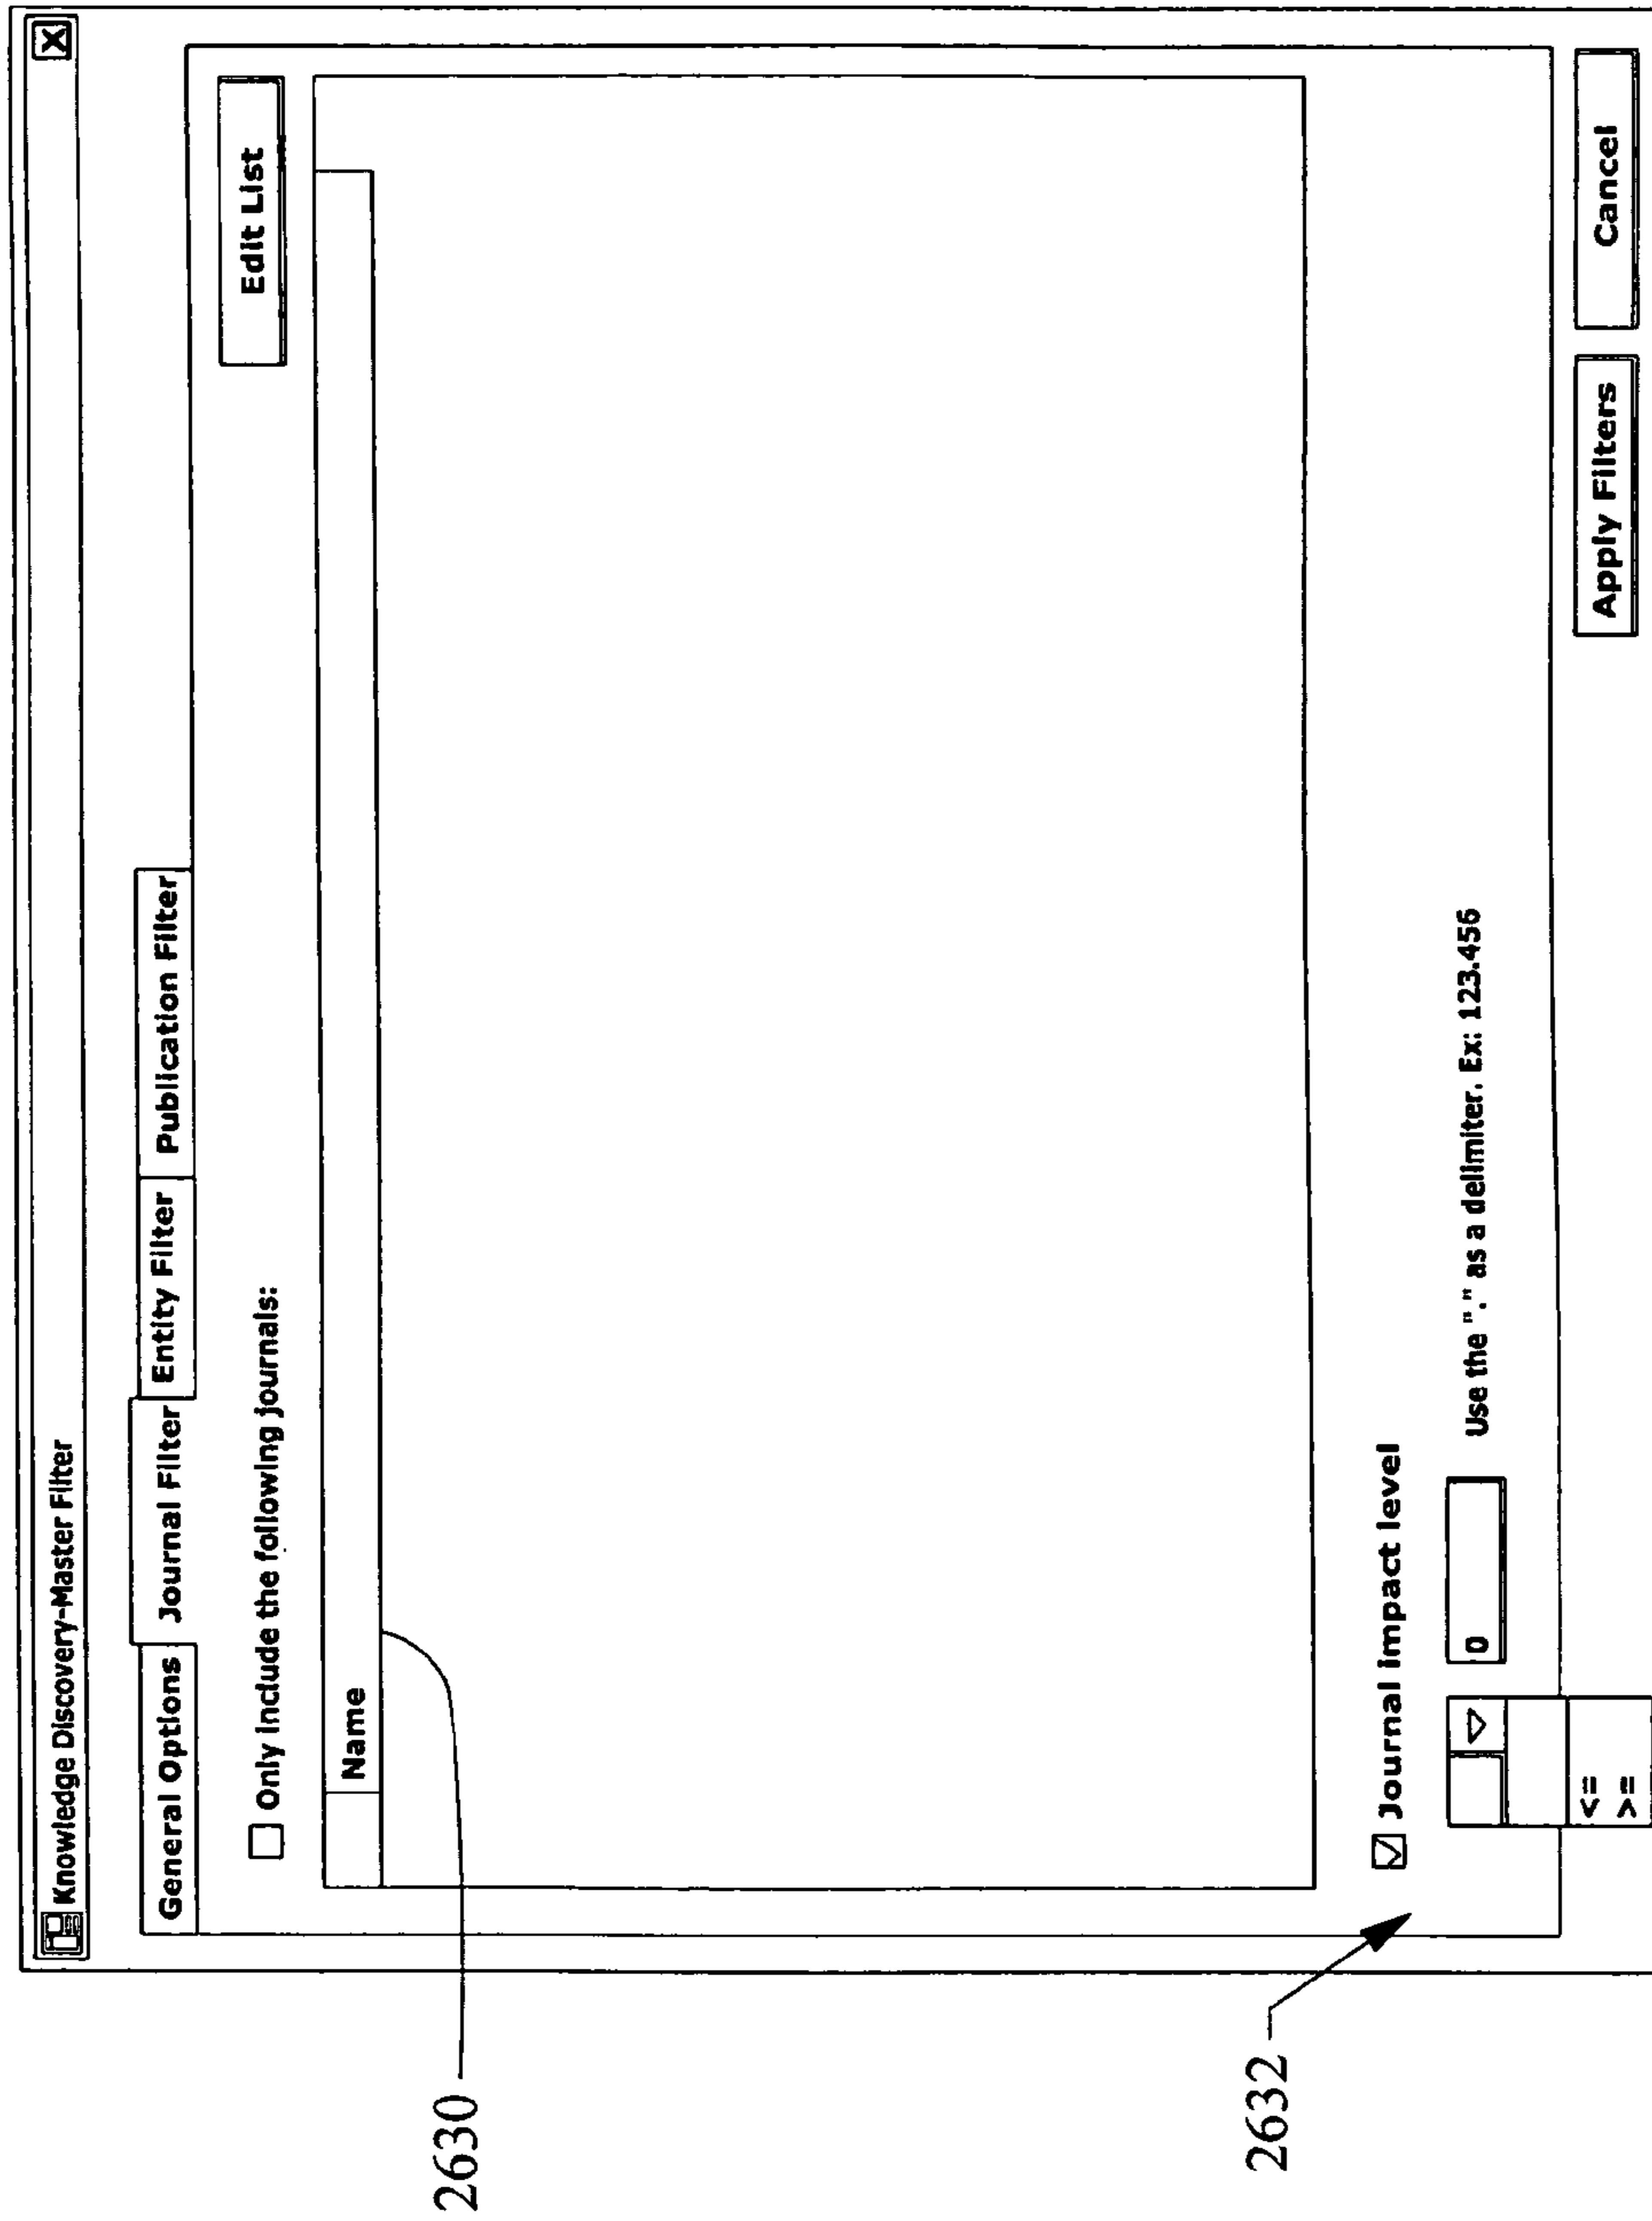 Knowledge Discovery-Master Filter
X
General Options Journal Filter Entity Filter Publication Filter
Only include the following journals:
Edit List
Name
2630
2632
Journal impact level
0
Use the "." as a delimiter. Ex: 123.456
<=
>=
Apply Filters Cancel